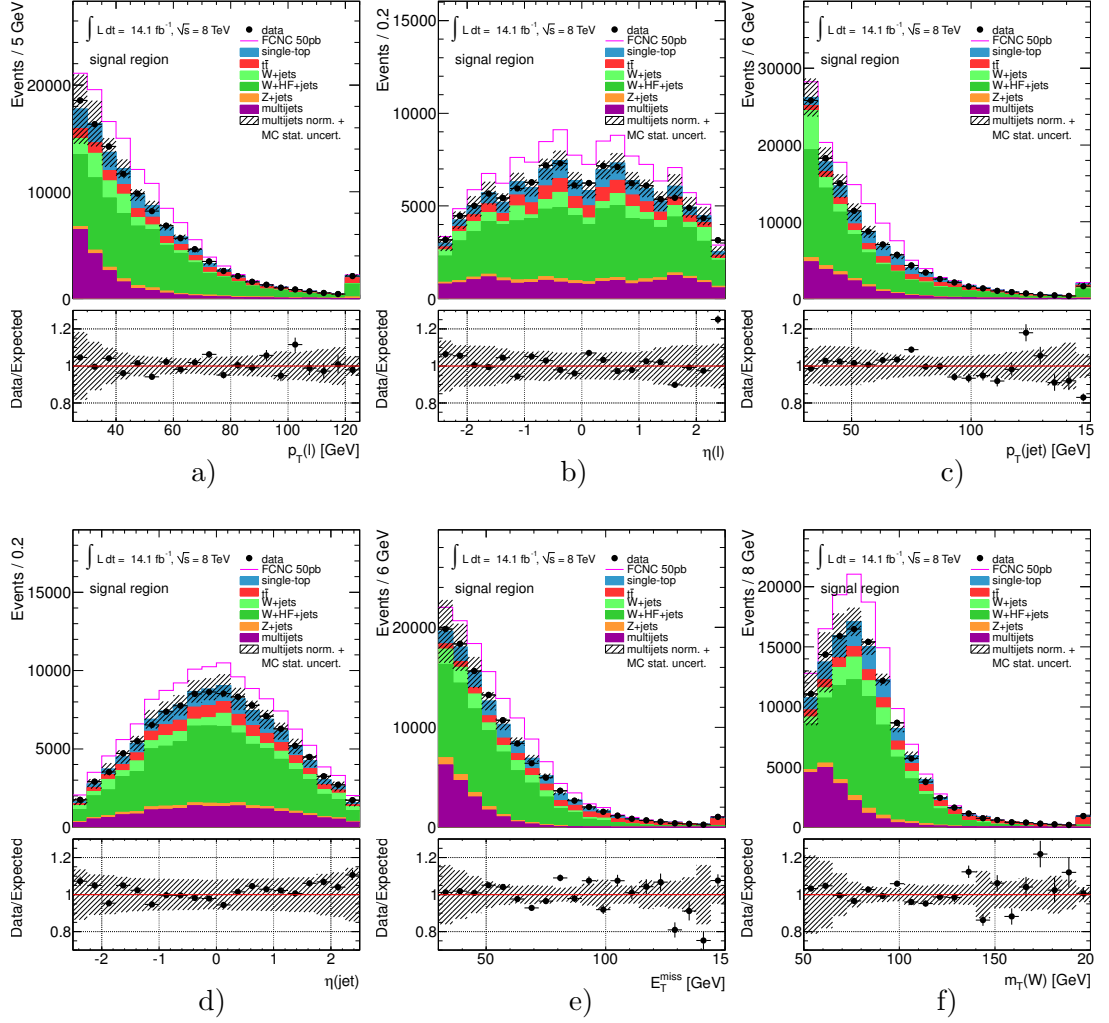 Events / 5 GeV
∫ L dt = 14.1 fb⁻¹, √s = 8 TeV
signal region
data
FCNC 50pb
single-top
tt̄
W+jets
W+HF+jets
Z+jets
multijets
multijets norm. +
MC stat. uncert.
20000
10000
0
Data/Expected
1.2
1
0.8
40 60 80 100 120
p_T(l) [GeV]
a)
Events / 0.2
∫ L dt = 14.1 fb⁻¹, √s = 8 TeV
signal region
data
FCNC 50pb
single-top
tt̄
W+jets
W+HF+jets
Z+jets
multijets
multijets norm. +
MC stat. uncert.
15000
10000
5000
0
Data/Expected
1.2
1
0.8
-2 -1 0 1 2
η(l)
b)
Events / 6 GeV
∫ L dt = 14.1 fb⁻¹, √s = 8 TeV
signal region
data
FCNC 50pb
single-top
tt̄
W+jets
W+HF+jets
Z+jets
multijets
multijets norm. +
MC stat. uncert.
30000
20000
10000
0
Data/Expected
1.2
1
0.8
50 100 15
p_T(jet) [GeV]
c)
Events / 0.2
∫ L dt = 14.1 fb⁻¹, √s = 8 TeV
signal region
data
FCNC 50pb
single-top
tt̄
W+jets
W+HF+jets
Z+jets
multijets
multijets norm. +
MC stat. uncert.
15000
10000
5000
0
Data/Expected
1.2
1
0.8
-2 -1 0 1 2
η(jet)
d)
Events / 6 GeV
∫ L dt = 14.1 fb⁻¹, √s = 8 TeV
signal region
data
FCNC 50pb
single-top
tt̄
W+jets
W+HF+jets
Z+jets
multijets
multijets norm. +
MC stat. uncert.
20000
10000
0
Data/Expected
1.2
1
0.8
50 100 150
E_T^miss [GeV]
e)
Events / 8 GeV
∫ L dt = 14.1 fb⁻¹, √s = 8 TeV
signal region
data
FCNC 50pb
single-top
tt̄
W+jets
W+HF+jets
Z+jets
multijets
multijets norm. +
MC stat. uncert.
20000
15000
10000
5000
0
Data/Expected
1.2
1
0.8
50 100 150 20
m_T(W) [GeV]
f)